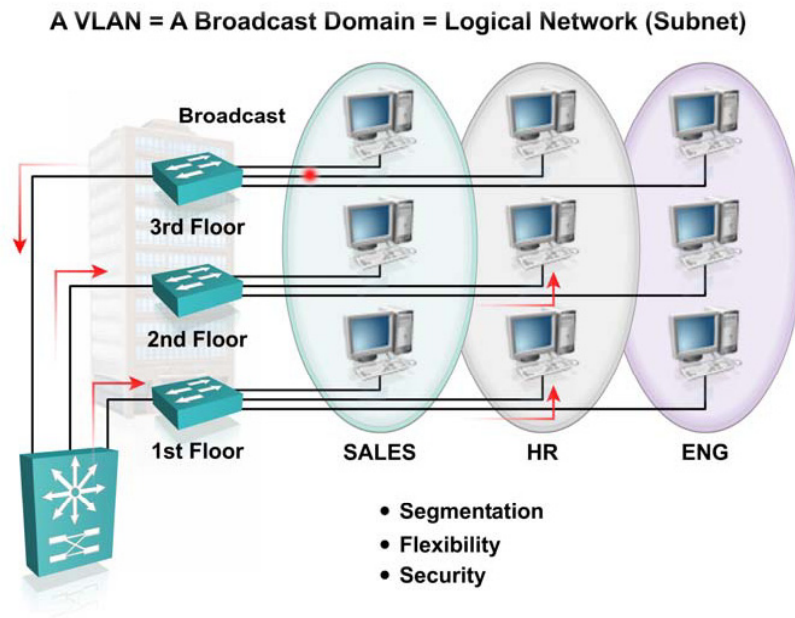 A VLAN = A Broadcast Domain = Logical Network (Subnet)
Broadcast
3rd Floor
2nd Floor
1st Floor
SALES
HR
ENG
• Segmentation
• Flexibility
• Security